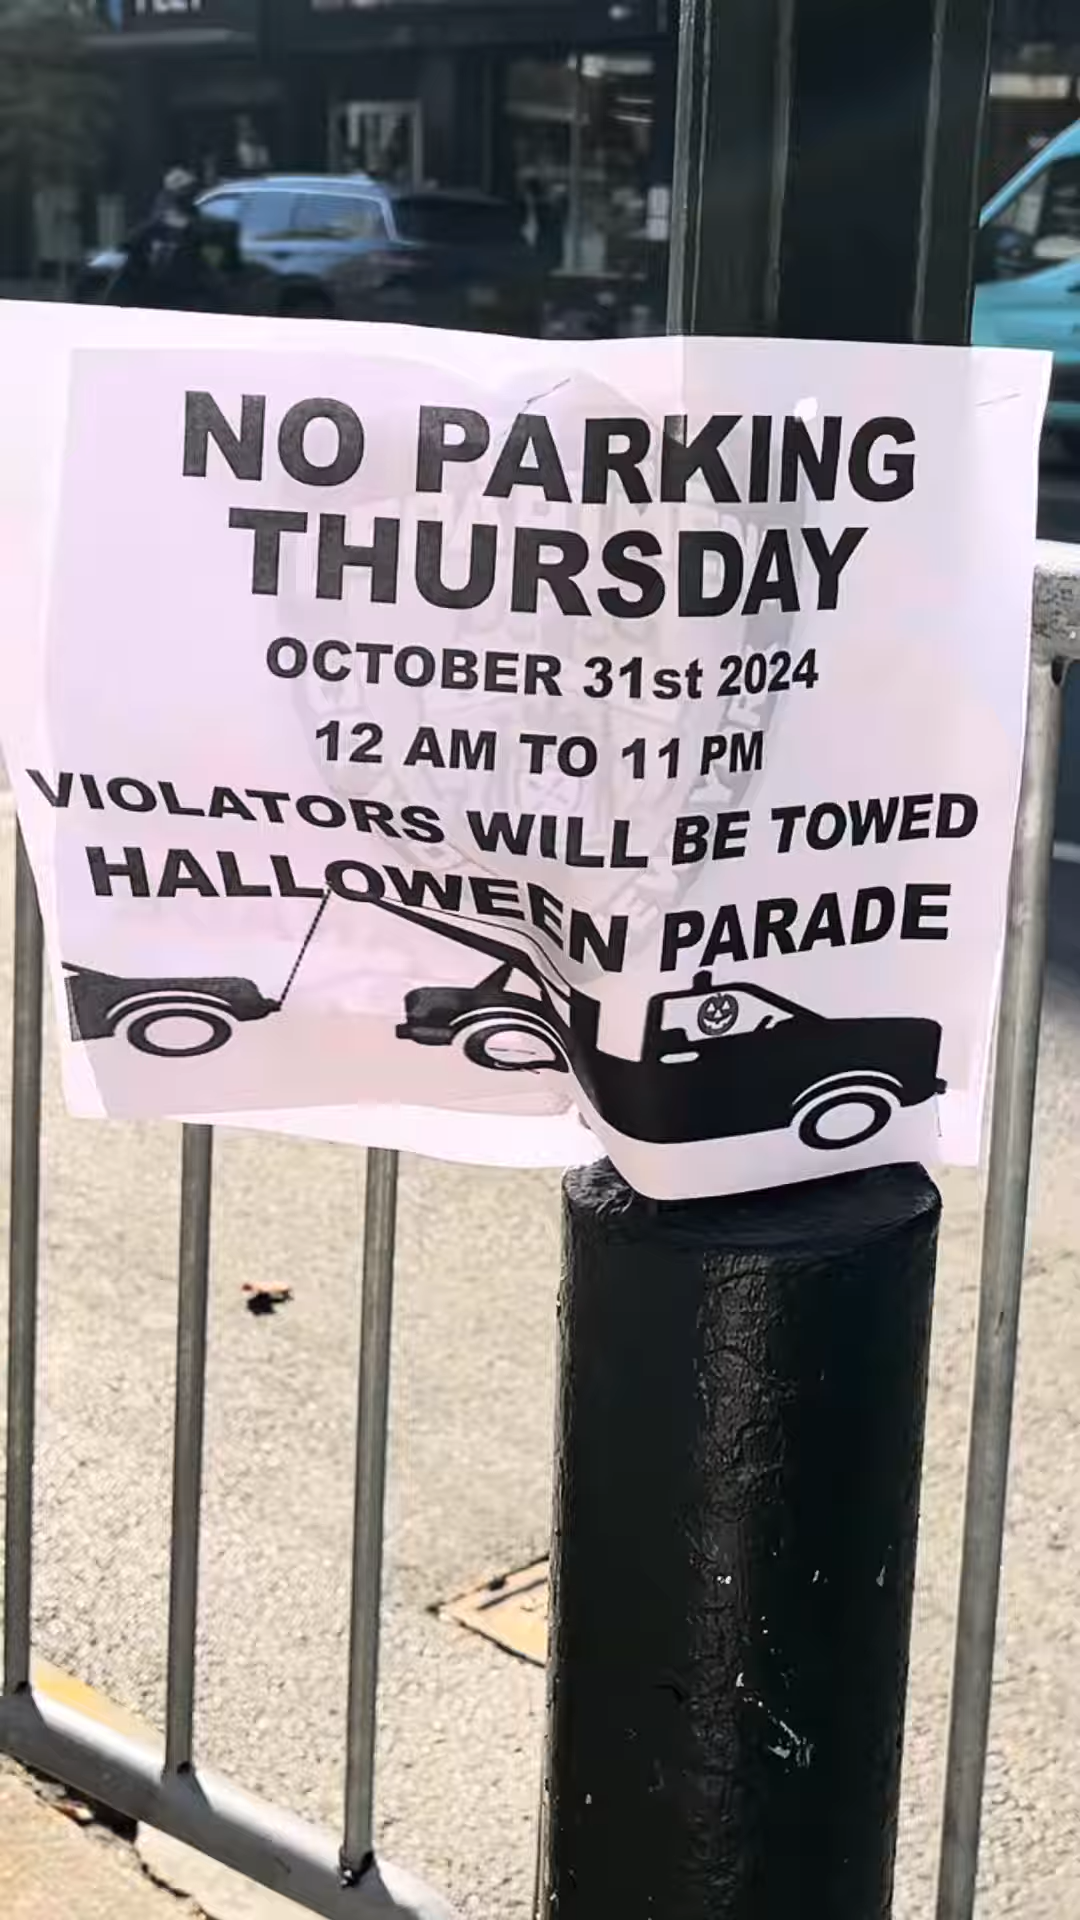 NO PARKING
THURSDAY
OCTOBER 31st 2024
12 AM TO 11 PM
VIOLATORS WILL BE TOWED
HALLOWEEN PARADE